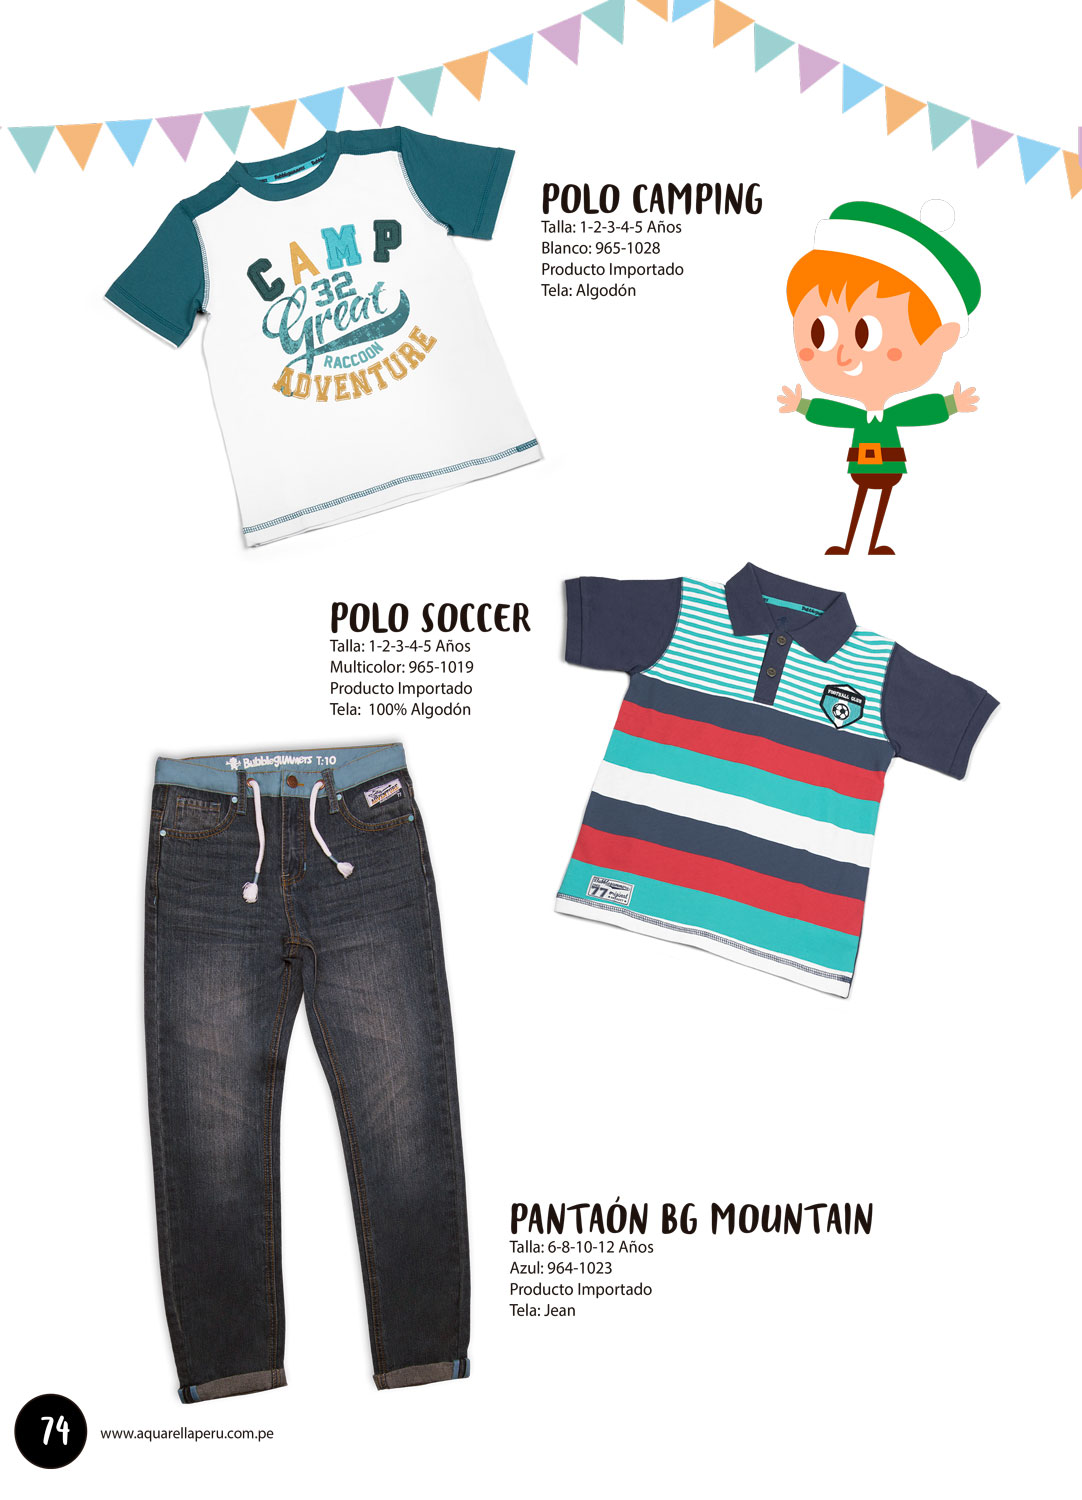 POLO CAMPING
Talla: 1-2-3-4-5 Años
Blanco: 965-1028
Producto Importado
Tela: Algodón
CAMP
32
Great
RACCOON
ADVENTURE
POLO SOCCER
Talla: 1-2-3-4-5 Años
Multicolor: 965-1019
Producto Importado
Tela: 100% Algodón
FOOTBALL CLUB
77
Bubblegummers T:10
PANTAÓN BG MOUNTAIN
Talla: 6-8-10-12 Años
Azul: 964-1023
Producto Importado
Tela: Jean
74
www.aquarellaperu.com.pe